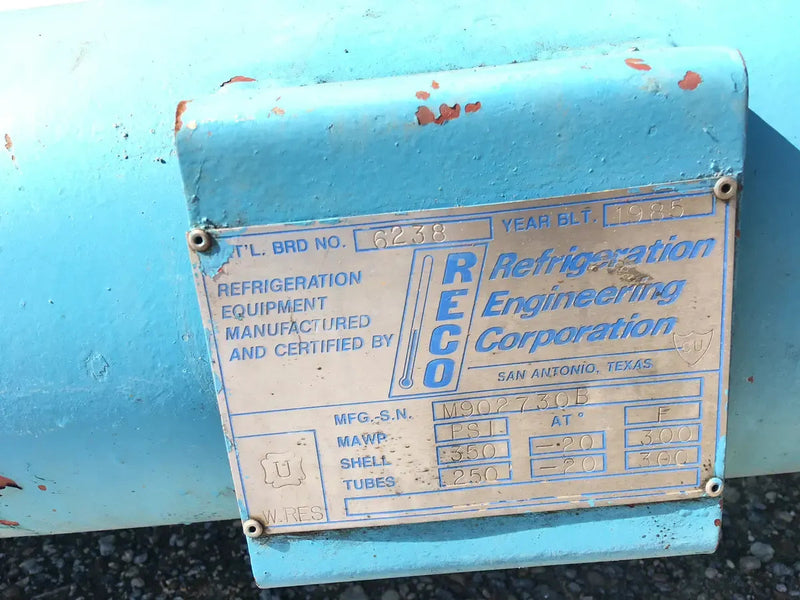 T'L. BRD NO. 6238 YEAR BLT. 1985
REFRIGERATION
EQUIPMENT
MANUFACTURED
AND CERTIFIED BY
RECO
Refrigeration
Engineering
Corporation
SAN ANTONIO, TEXAS
MFG. S.N. M902730B
MAWP PSI. AT° F
SHELL 350 -20 300
TUBES 250 -20 300
U
W.RES